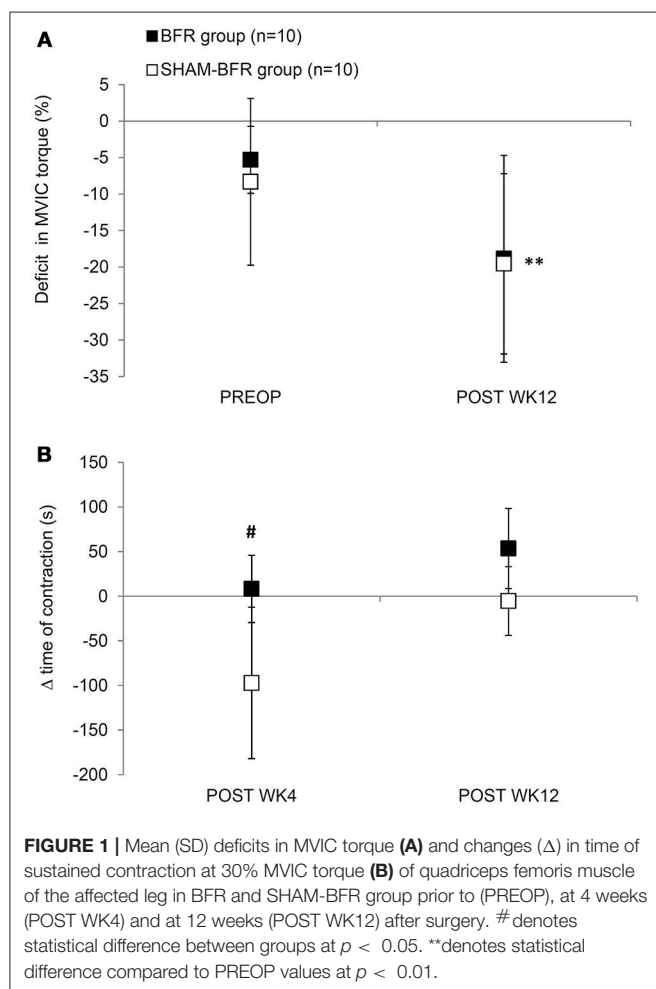 A
■ BFR group (n=10)
□ SHAM-BFR group (n=10)
5
0
-5
-10
-15
-20
-25
-30
-35
Deficit in MVIC torque (%)
**
PREOP
POST WK12
B
150
100
50
0
-50
-100
-150
-200
Δ time of contraction (s)
#
POST WK4
POST WK12
FIGURE 1 | Mean (SD) deficits in MVIC torque (A) and changes (Δ) in time of
sustained contraction at 30% MVIC torque (B) of quadriceps femoris muscle
of the affected leg in BFR and SHAM-BFR group prior to (PREOP), at 4 weeks
(POST WK4) and at 12 weeks (POST WK12) after surgery. #denotes
statistical difference between groups at p < 0.05. **denotes statistical
difference compared to PREOP values at p < 0.01.